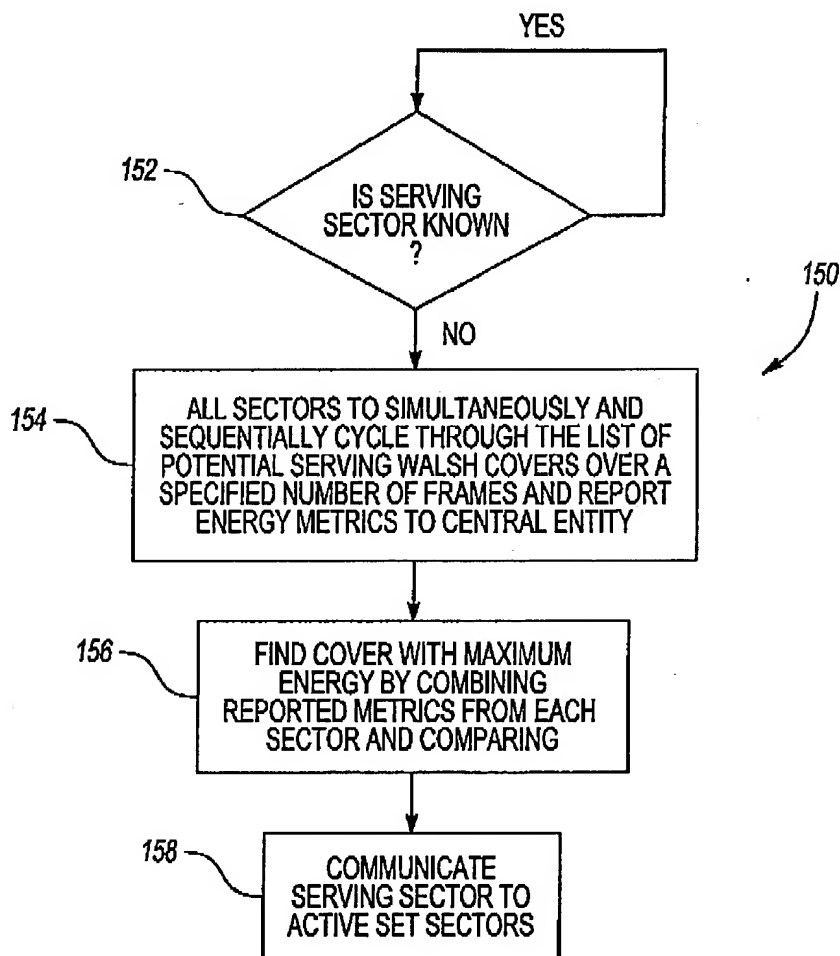 YES
152
IS SERVING
SECTOR KNOWN
?
150
NO
154
ALL SECTORS TO SIMULTANEOUSLY AND
SEQUENTIALLY CYCLE THROUGH THE LIST OF
POTENTIAL SERVING WALSH COVERS OVER A
SPECIFIED NUMBER OF FRAMES AND REPORT
ENERGY METRICS TO CENTRAL ENTITY
156
FIND COVER WITH MAXIMUM
ENERGY BY COMBINING
REPORTED METRICS FROM EACH
SECTOR AND COMPARING
158
COMMUNICATE
SERVING SECTOR TO
ACTIVE SET SECTORS